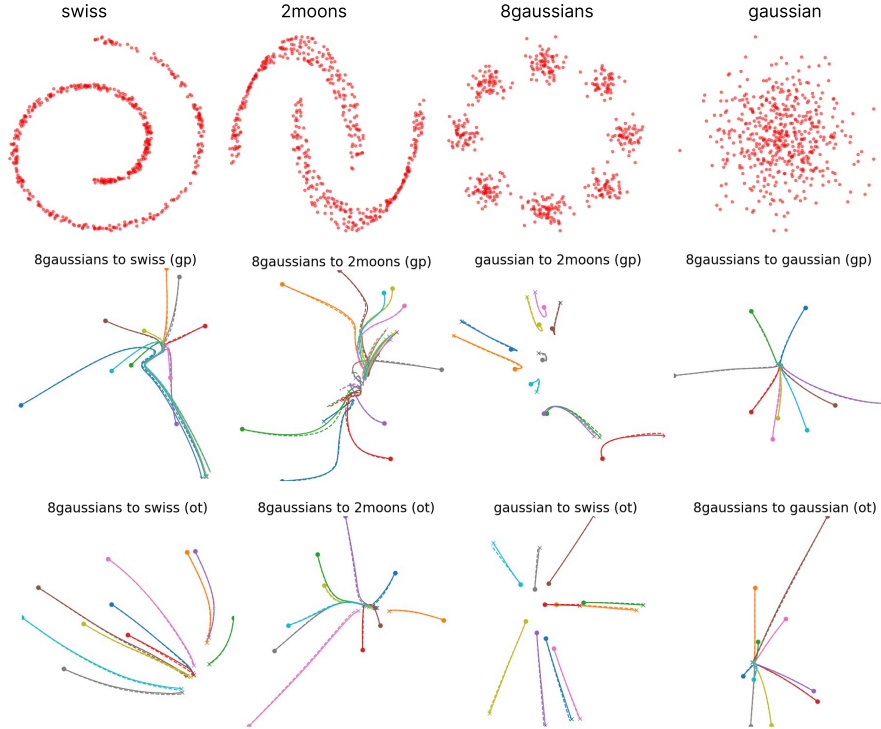 swiss
2moons
8gaussians
gaussian
8gaussians to swiss (gp)
8gaussians to 2moons (gp)
gaussian to 2moons (gp)
8gaussians to gaussian (gp)
8gaussians to swiss (ot)
8gaussians to 2moons (ot)
gaussian to swiss (ot)
8gaussians to gaussian (ot)